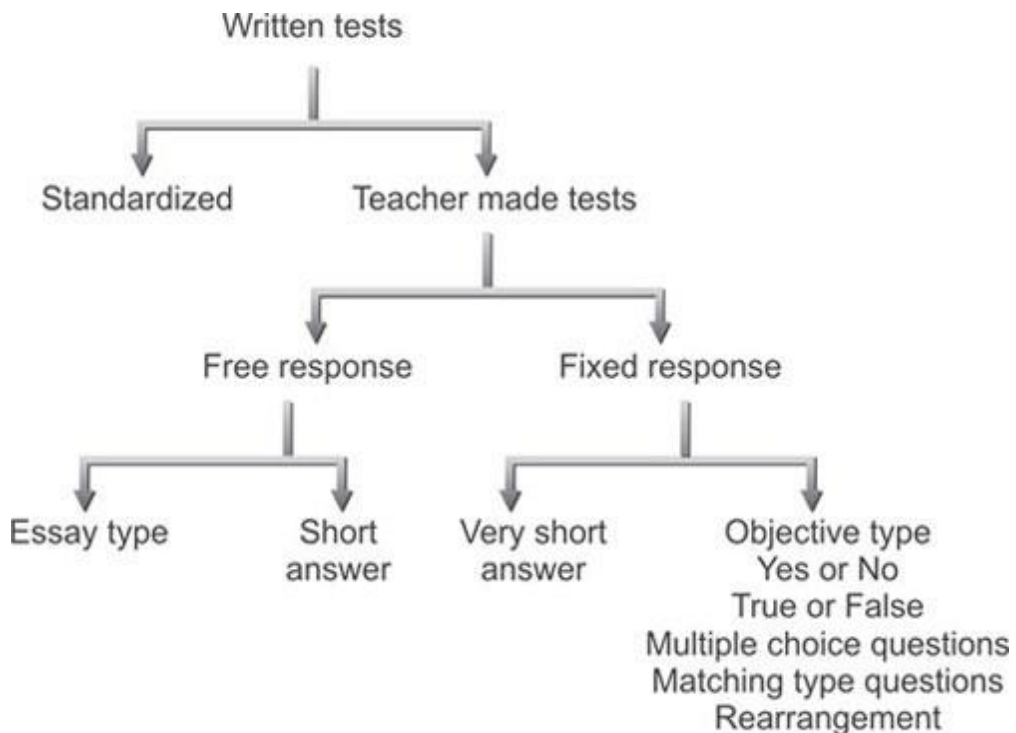 Written tests
Standardized
Teacher made tests
Free response
Fixed response
Essay type
Short
answer
Very short
answer
Objective type
Yes or No
True or False
Multiple choice questions
Matching type questions
Rearrangement